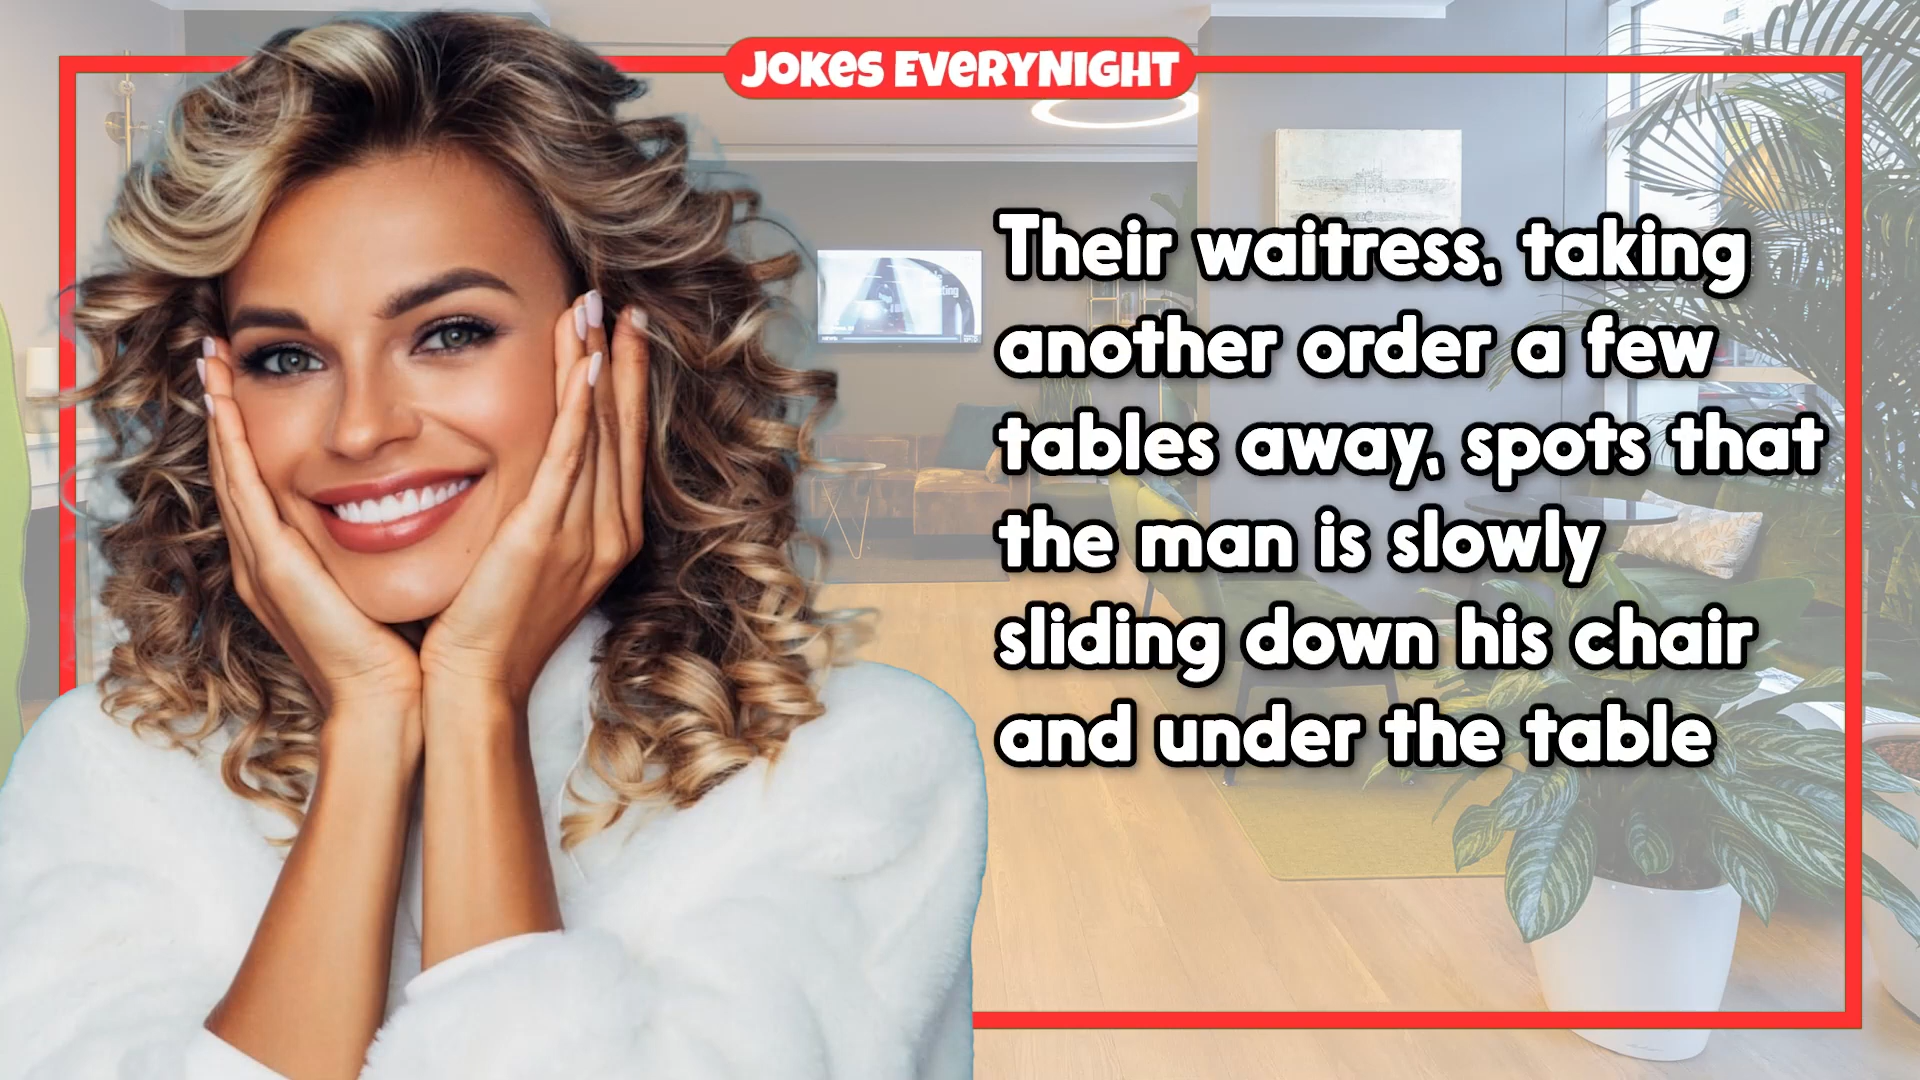 JOKES EVERYNIGHT
Their waitress, taking
another order a few
tables away, spots that
the man is slowly
sliding down his chair
and under the table